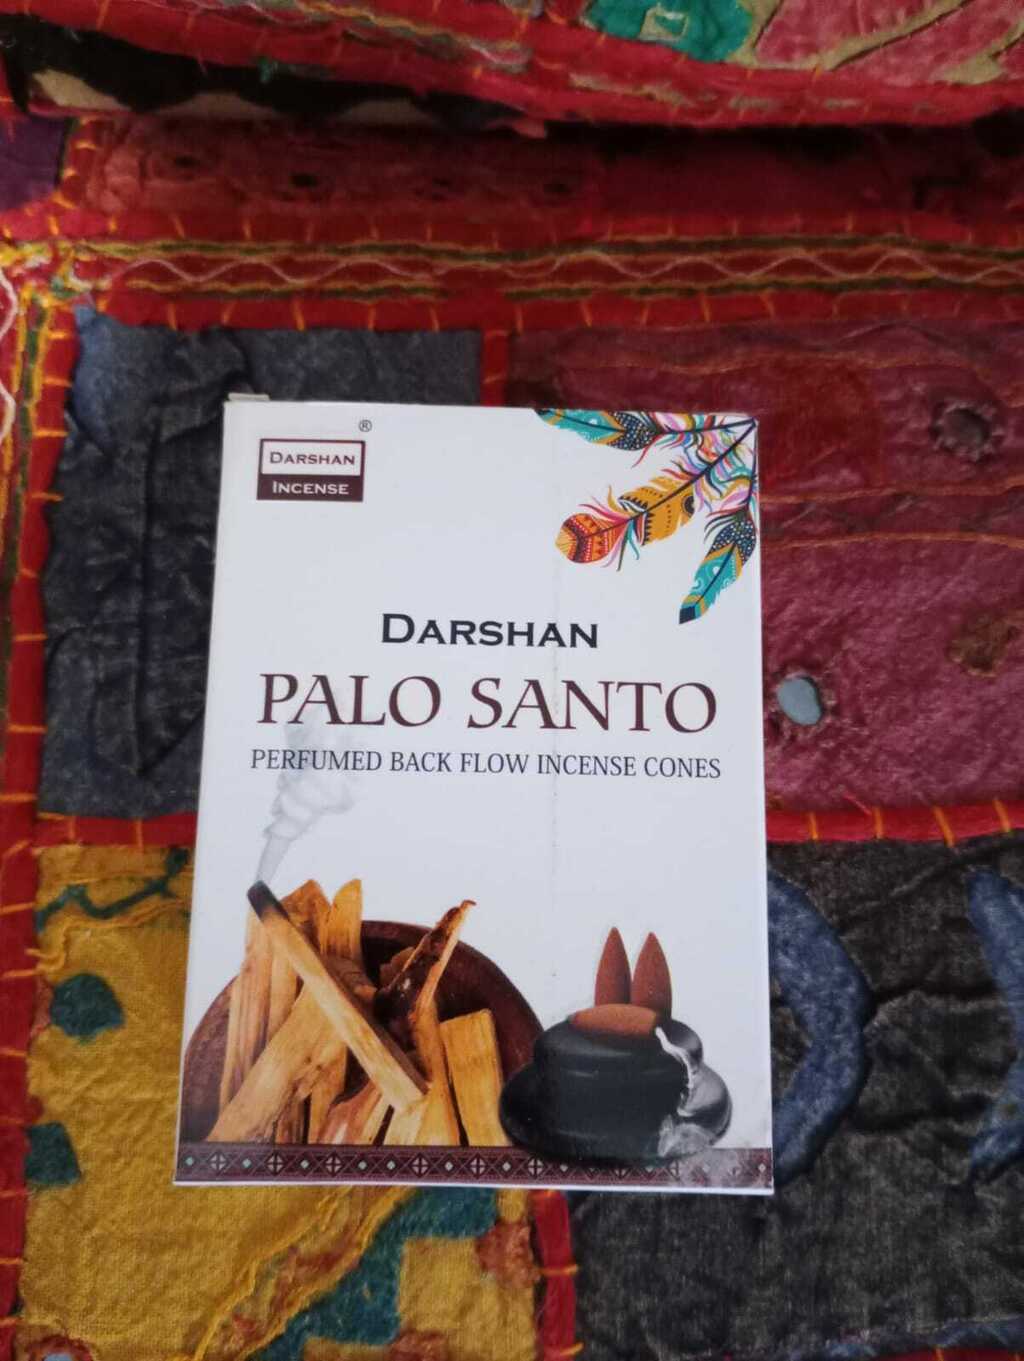 ®
DARSHAN
INCENSE
DARSHAN
PALO SANTO
PERFUMED BACK FLOW INCENSE CONES